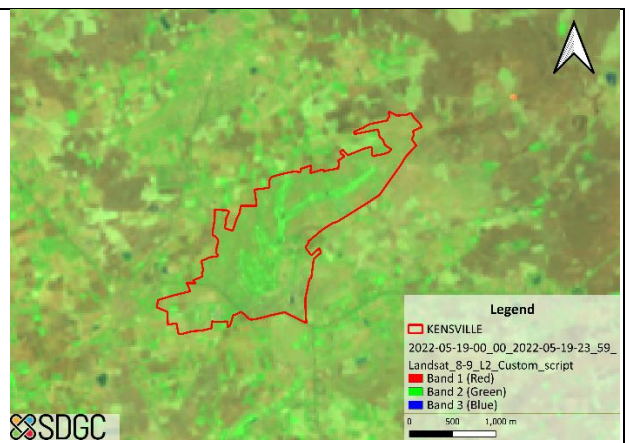 Legend
KENSVILLE
2022-05-19-00_00_2022-05-19-23_59_
Landsat_8-9_L2_Custom_script
Band 1 (Red)
Band 2 (Green)
Band 3 (Blue)
0 500 1,000 m
SDGC